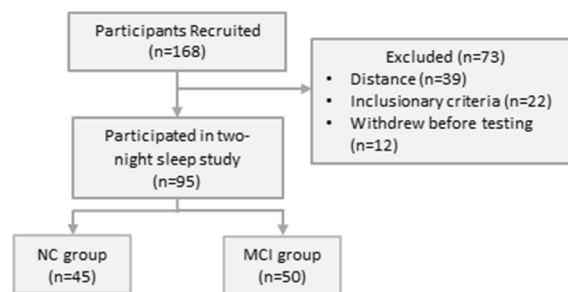 Participants Recruited
(n=168)
Excluded (n=73)
• Distance (n=39)
• Inclusionary criteria (n=22)
• Withdrew before testing
(n=12)
Participated in two-
night sleep study
(n=95)
NC group
(n=45)
MCI group
(n=50)